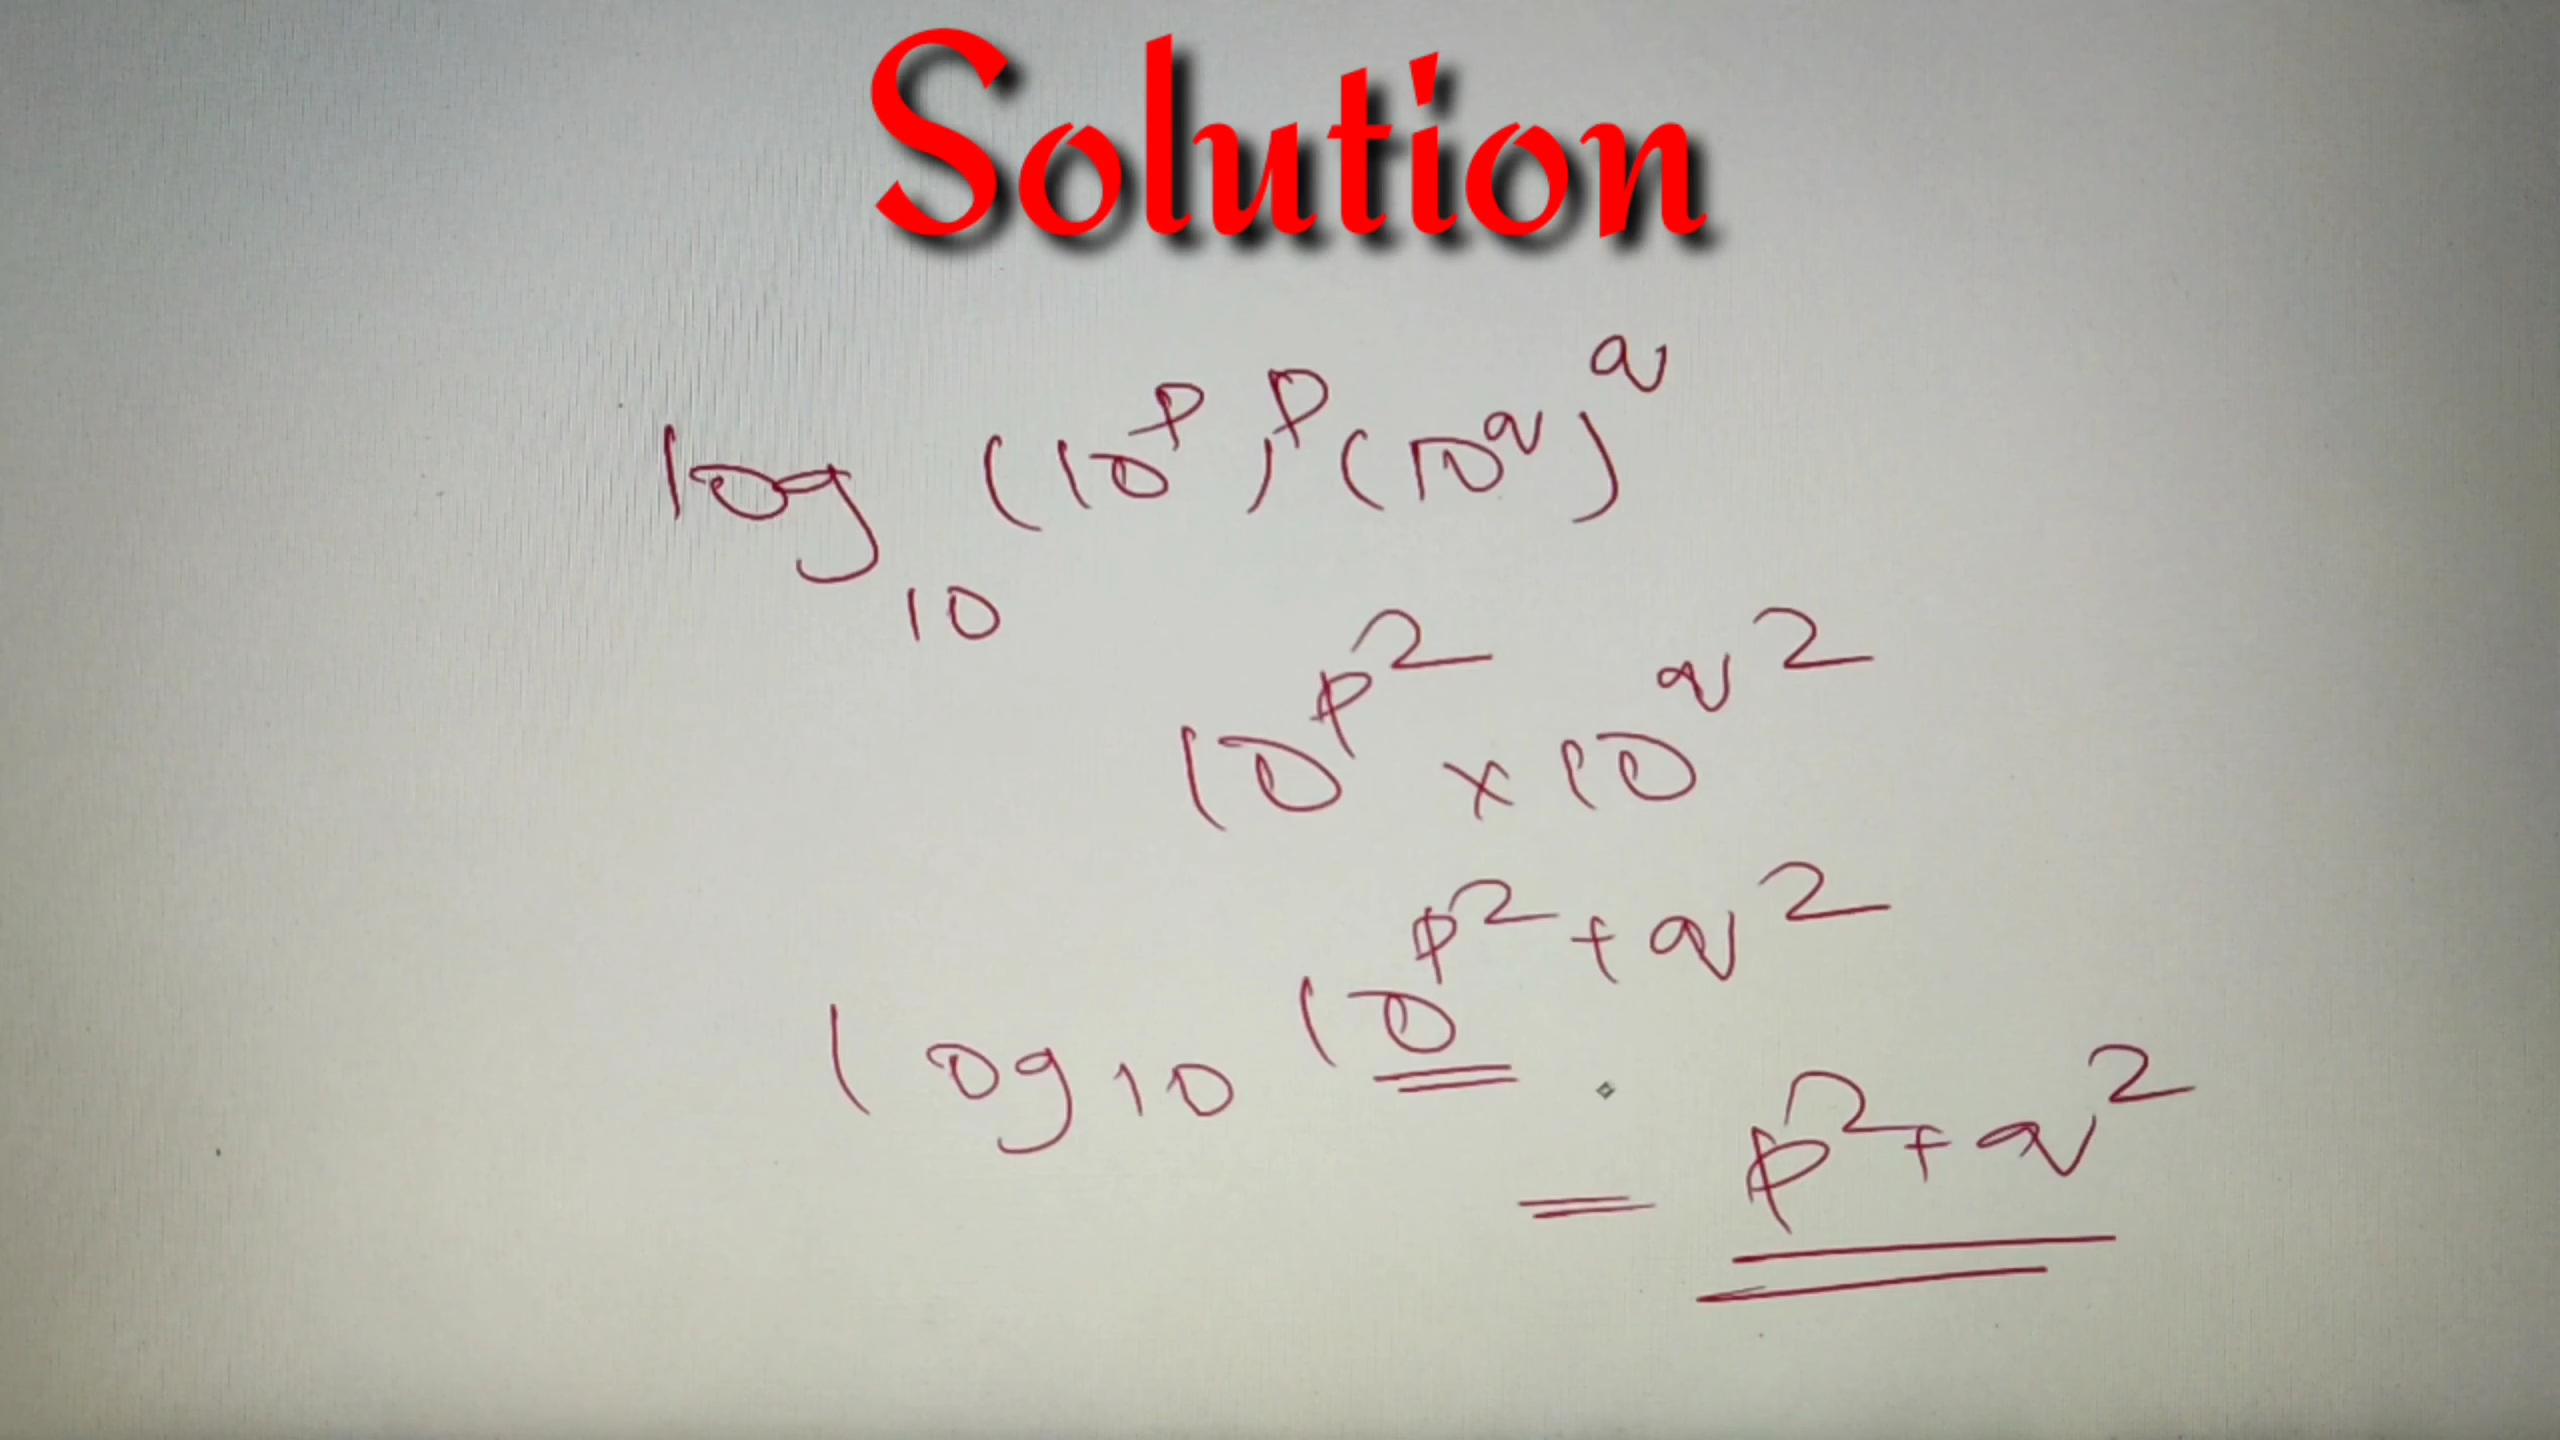 Solution
log₁₀ (10^p)^p (10^q)^q
10^p² × 10^q²
log₁₀ 10^p²+q²
= p²+q²